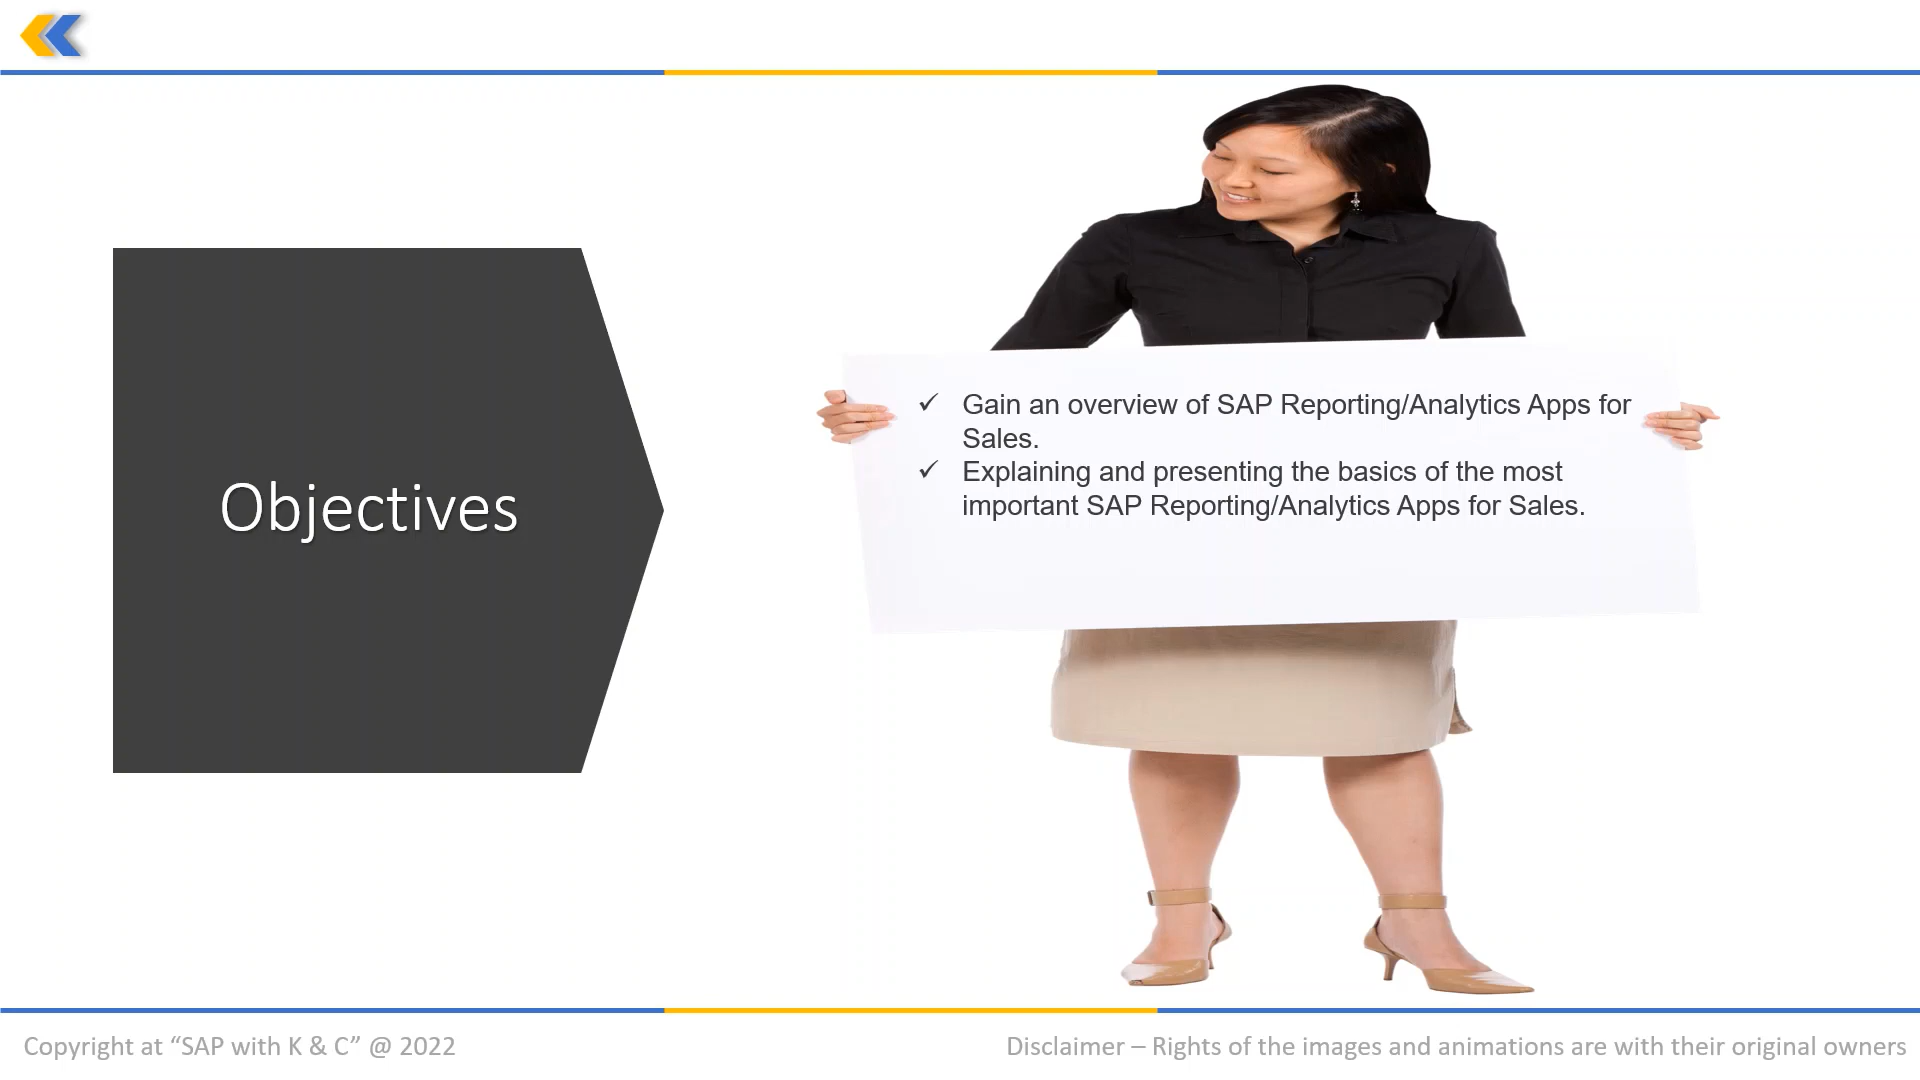 Objectives
✓ Gain an overview of SAP Reporting/Analytics Apps for
Sales.
✓ Explaining and presenting the basics of the most
important SAP Reporting/Analytics Apps for Sales.
Copyright at “SAP with K & C” @ 2022
Disclaimer – Rights of the images and animations are with their original owners